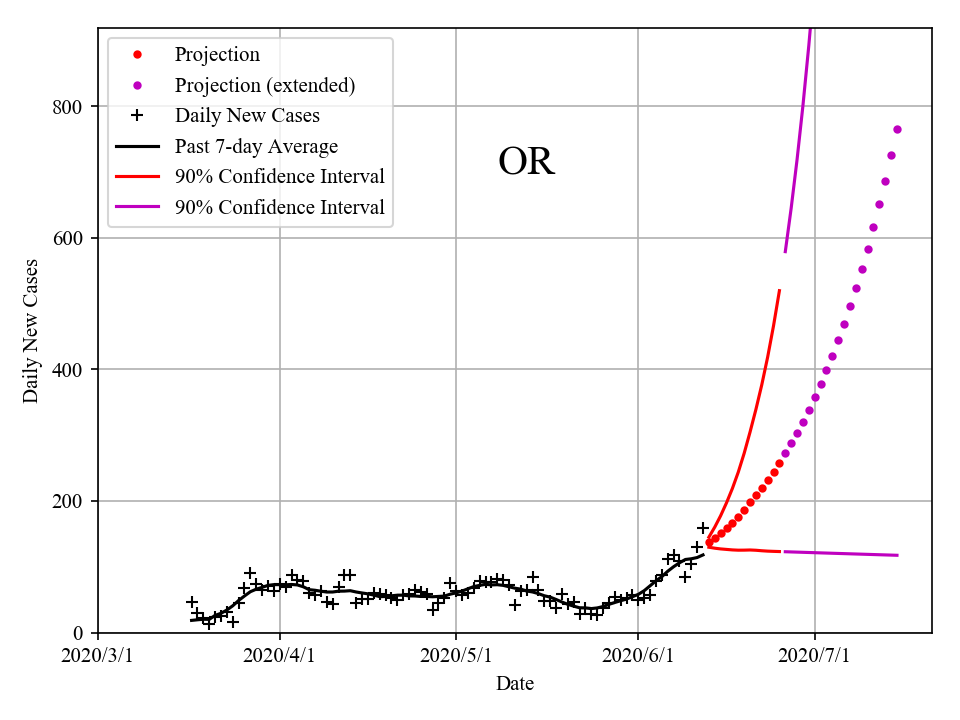 Projection
Projection (extended)
Daily New Cases
Past 7-day Average
90% Confidence Interval
90% Confidence Interval
OR
800
600
400
200
0
Daily New Cases
2020/3/1 2020/4/1 2020/5/1 2020/6/1 2020/7/1
Date